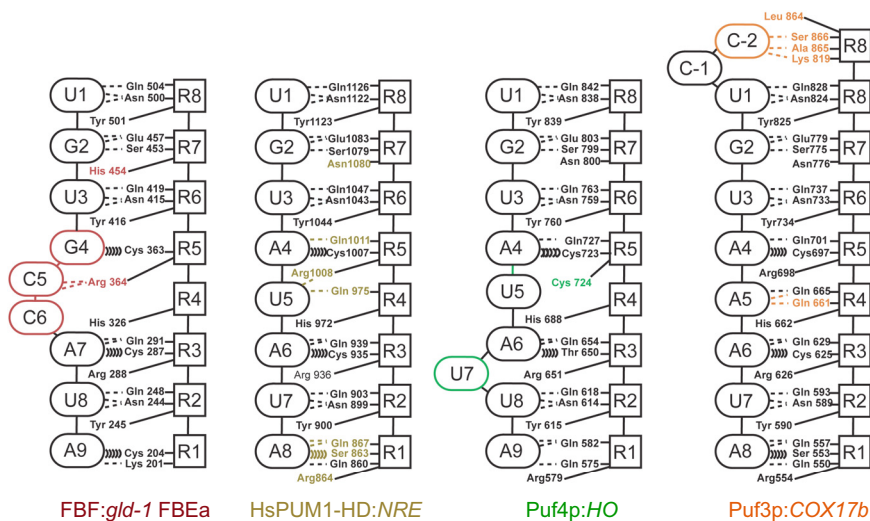 Gln 504
U1
Asn 500
R8
Tyr 501
Glu 457
G2
Ser 453
R7
His 454
Gln 419
U3
Asn 415
R6
Tyr 416
G4
Cys 363
R5
C5
Arg 364
C6
R4
His 326
Gln 291
A7
Cys 287
R3
Arg 288
Gln 248
U8
Asn 244
R2
Tyr 245
Cys 204
A9
Lys 201
R1
FBF:gld-1 FBEa
Gln1126
U1
Asn1122
R8
Tyr1123
Glu1083
G2
Ser1079
R7
Asn1080
Gln1047
U3
Asn1043
R6
Tyr1044
Gln1011
A4
Cys1007
R5
Arg1008
U5
Gln 975
R4
His 972
Gln 939
A6
Cys 935
R3
Arg 936
Gln 903
U7
Asn 899
R2
Tyr 900
Gln 867
A8
Ser 863
R1
Gln 860
Arg864
HsPUM1-HD:NRE
Gln 842
U1
Asn 838
R8
Tyr 839
Glu 803
G2
Ser 799
R7
Asn 800
Gln 763
U3
Asn 759
R6
Tyr 760
Gln727
A4
Cys723
R5
Cys 724
U5
R4
His 688
Gln 654
A6
Thr 650
R3
U7
Arg 651
Gln 618
U8
Asn 614
R2
Tyr 615
Gln 582
A9
R1
Gln 575
Arg579
Puf4p:HO
Leu 864
C-2
Ser 866
Ala 865
R8
Lys 819
C-1
Gln828
U1
Asn824
R8
Tyr825
Glu779
G2
Ser775
R7
Asn776
Gln737
U3
Asn733
R6
Tyr734
Gln701
A4
Cys697
R5
Arg698
Gln 665
A5
Gln 661
R4
His 662
Gln 629
A6
Cys 625
R3
Arg 626
Gln 593
U7
Asn 589
R2
Tyr 590
Gln 557
A8
Ser 553
R1
Gln 550
Arg554
Puf3p:COX17b